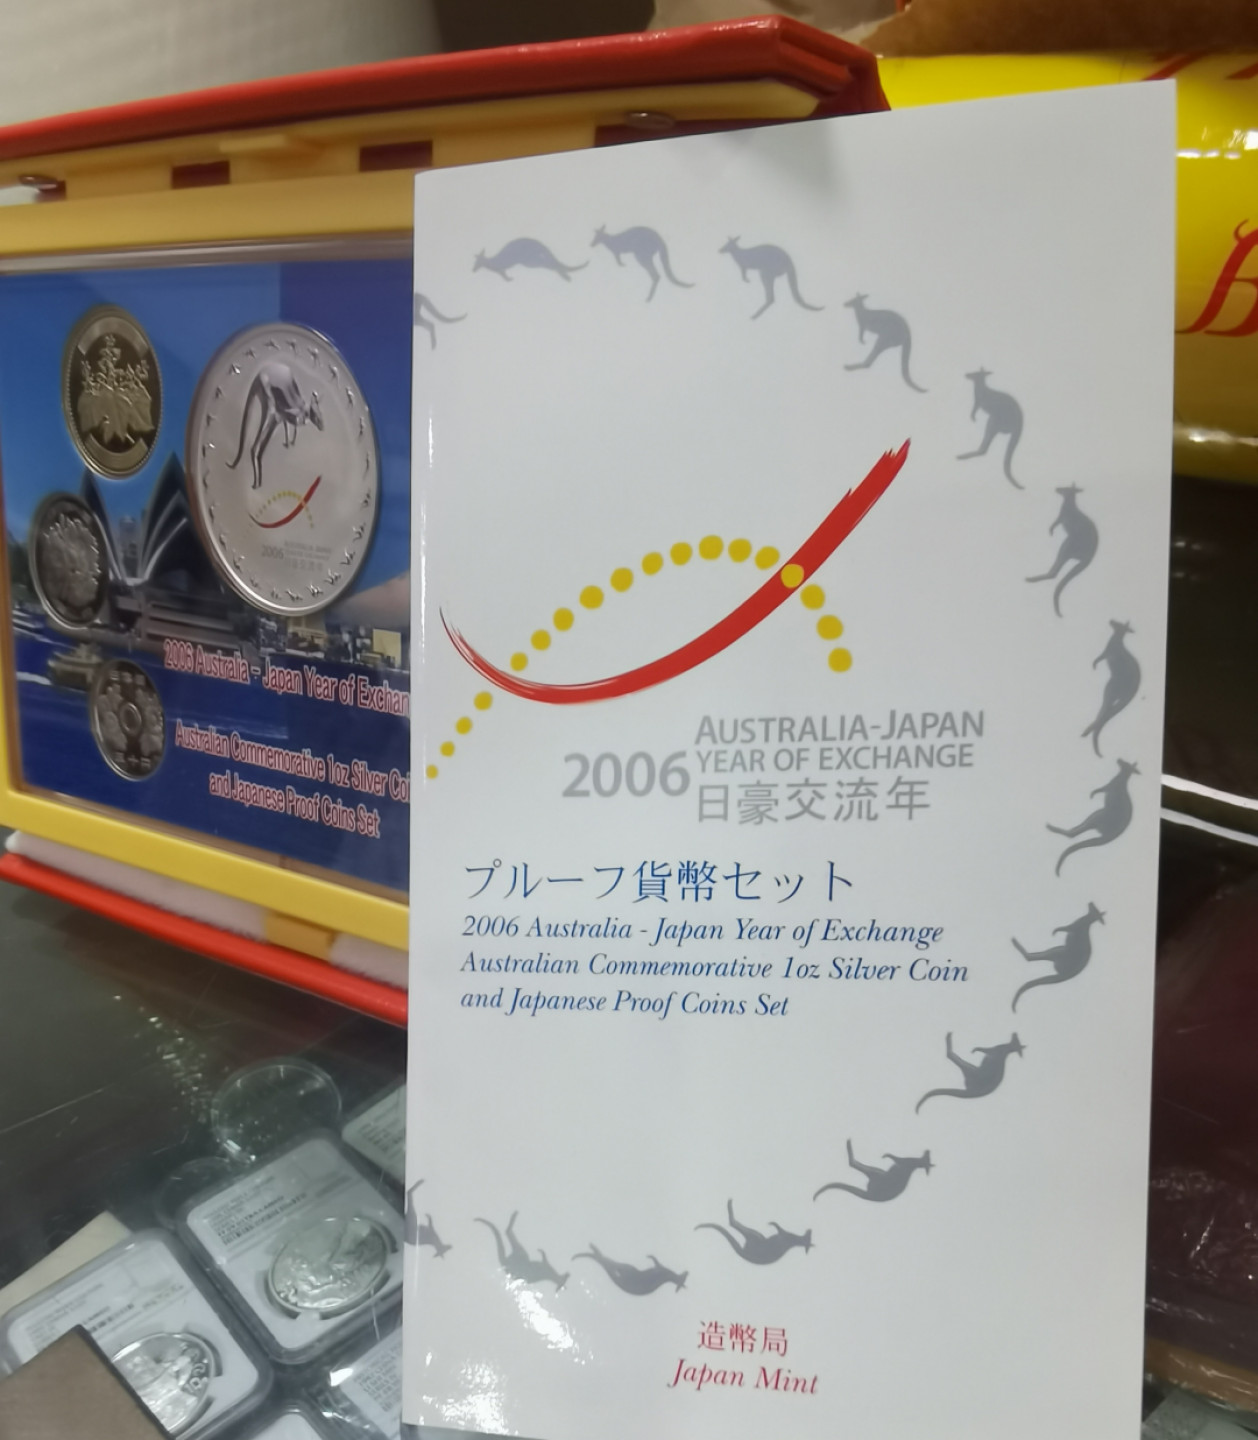 2006 AUSTRALIA-JAPAN
YEAR OF EXCHANGE
日豪交流年
プルーフ貨幣セット
2006 Australia - Japan Year of Exchange
Australian Commemorative 1oz Silver Coin
and Japanese Proof Coins Set
造幣局
Japan Mint
2006 Australia - Japan Year of Exchan
Australian Commemorative 1oz Silver Coi
and Japanese Proof Coins Set